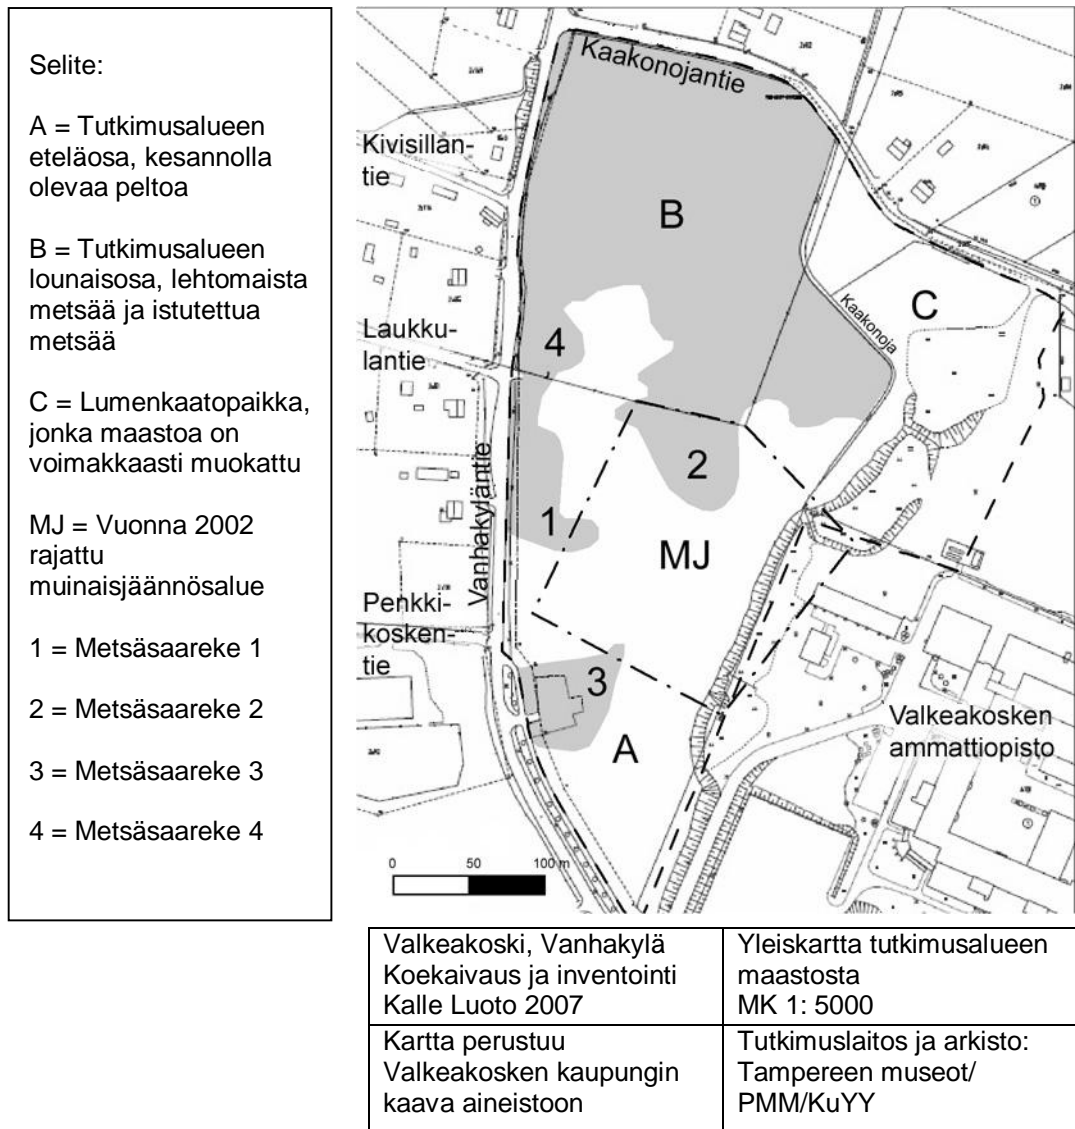 Selite:
A = Tutkimusalueen
eteläosa, kesannolla
olevaa peltoa
B = Tutkimusalueen
lounaisosa, lehtomaista
metsää ja istutettua
metsää
C = Lumenkaatopaikka,
jonka maastoa on
voimakkaasti muokattu
MJ = Vuonna 2002
rajattu
muinaisjäännösalue
1 = Metsäsaareke 1
2 = Metsäsaareke 2
3 = Metsäsaareke 3
4 = Metsäsaareke 4
Kaakonojantie
Kivisillan-
tie
B
C
Kaakonoja
Laukku-
lantie
4
2
Vanhakyläntie
1
MJ
Penkki-
kosken-
tie
3
A
Valkeakosken
ammattiopisto
0 50 100 m
Valkeakoski, Vanhakylä
Koekaivaus ja inventointi
Kalle Luoto 2007
Yleiskartta tutkimusalueen
maastosta
MK 1: 5000
Kartta perustuu
Valkeakosken kaupungin
kaava aineistoon
Tutkimuslaitos ja arkisto:
Tampereen museot/
PMM/KuYY